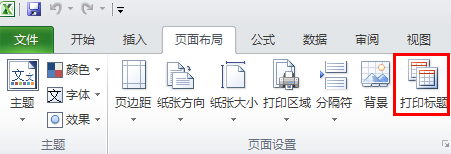 文件 开始 插入 页面布局 公式 数据 审阅 视图
颜色
文 文 字体
效果
主题 页边距 纸张方向 纸张大小 打印区域 分隔符 背景 打印标题
主题 页面设置